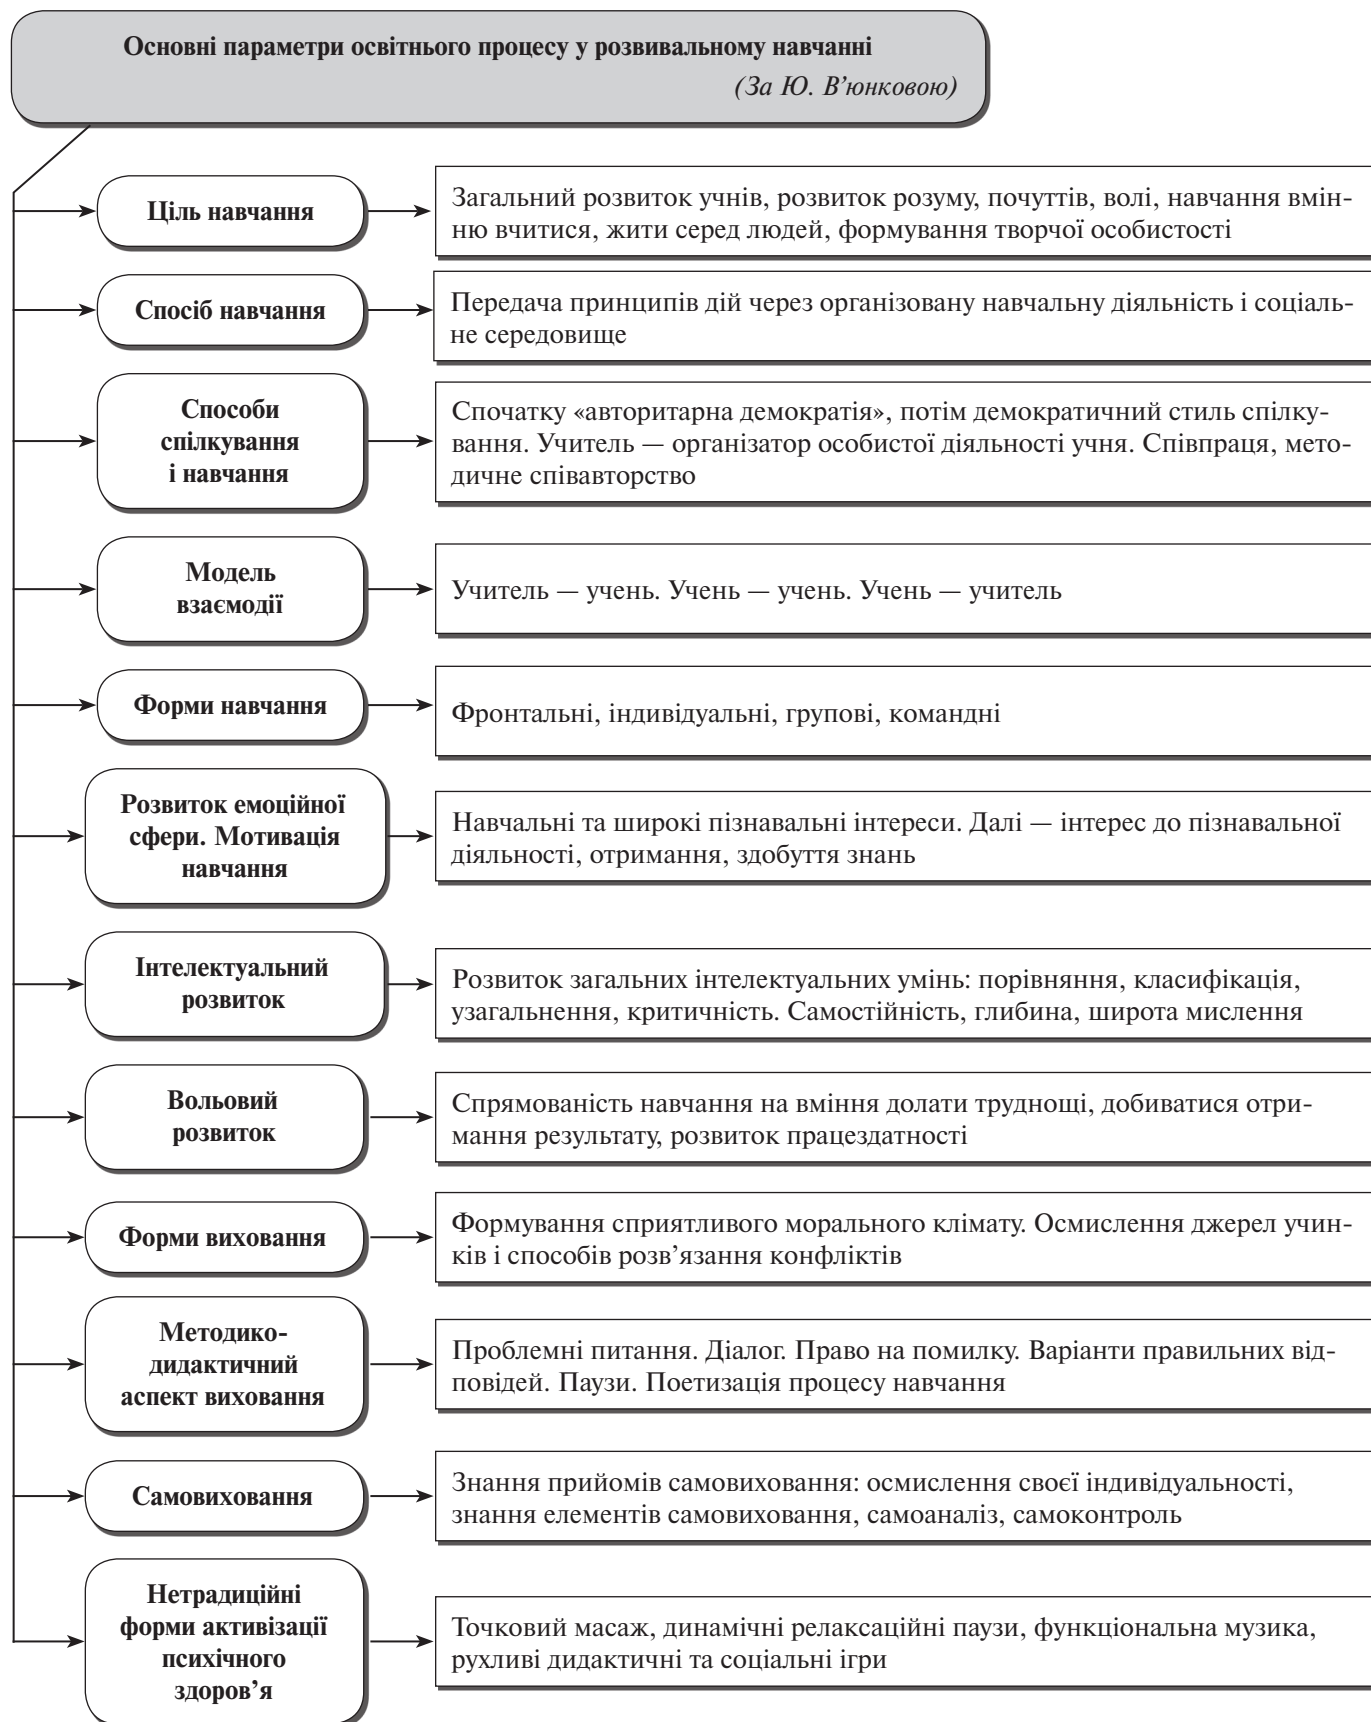 Основні параметри освітнього процесу у розвивальному навчанні
(За Ю. В’юнковою)
Ціль навчання
Загальний розвиток учнів, розвиток розуму, почуттів, волі, навчання вмін-
ню вчитися, жити серед людей, формування творчої особистості
Спосіб навчання
Передача принципів дій через організовану навчальну діяльність і соціаль-
не середовище
Способи
спілкування
і навчання
Спочатку «авторитарна демократія», потім демократичний стиль спілку-
вання. Учитель — організатор особистої діяльності учня. Співпраця, мето-
дичне співавторство
Модель
взаємодії
Учитель — учень. Учень — учень. Учень — учитель
Форми навчання
Фронтальні, індивідуальні, групові, командні
Розвиток емоційної
сфери. Мотивація
навчання
Навчальні та широкі пізнавальні інтереси. Далі — інтерес до пізнавальної
діяльності, отримання, здобуття знань
Інтелектуальний
розвиток
Розвиток загальних інтелектуальних умінь: порівняння, класифікація,
узагальнення, критичність. Самостійність, глибина, широта мислення
Вольовий
розвиток
Спрямованість навчання на вміння долати труднощі, добиватися отри-
мання результату, розвиток працездатності
Форми виховання
Формування сприятливого морального клімату. Осмислення джерел учин-
ків і способів розв’язання конфліктів
Методико-
дидактичний
аспект виховання
Проблемні питання. Діалог. Право на помилку. Варіанти правильних від-
повідей. Паузи. Поетизація процесу навчання
Самовиховання
Знання прийомів самовиховання: осмислення своєї індивідуальності,
знання елементів самовиховання, самоаналіз, самоконтроль
Нетрадиційні
форми активізації
психічного
здоров’я
Точковий масаж, динамічні релаксаційні паузи, функціональна музика,
рухливі дидактичні та соціальні ігри